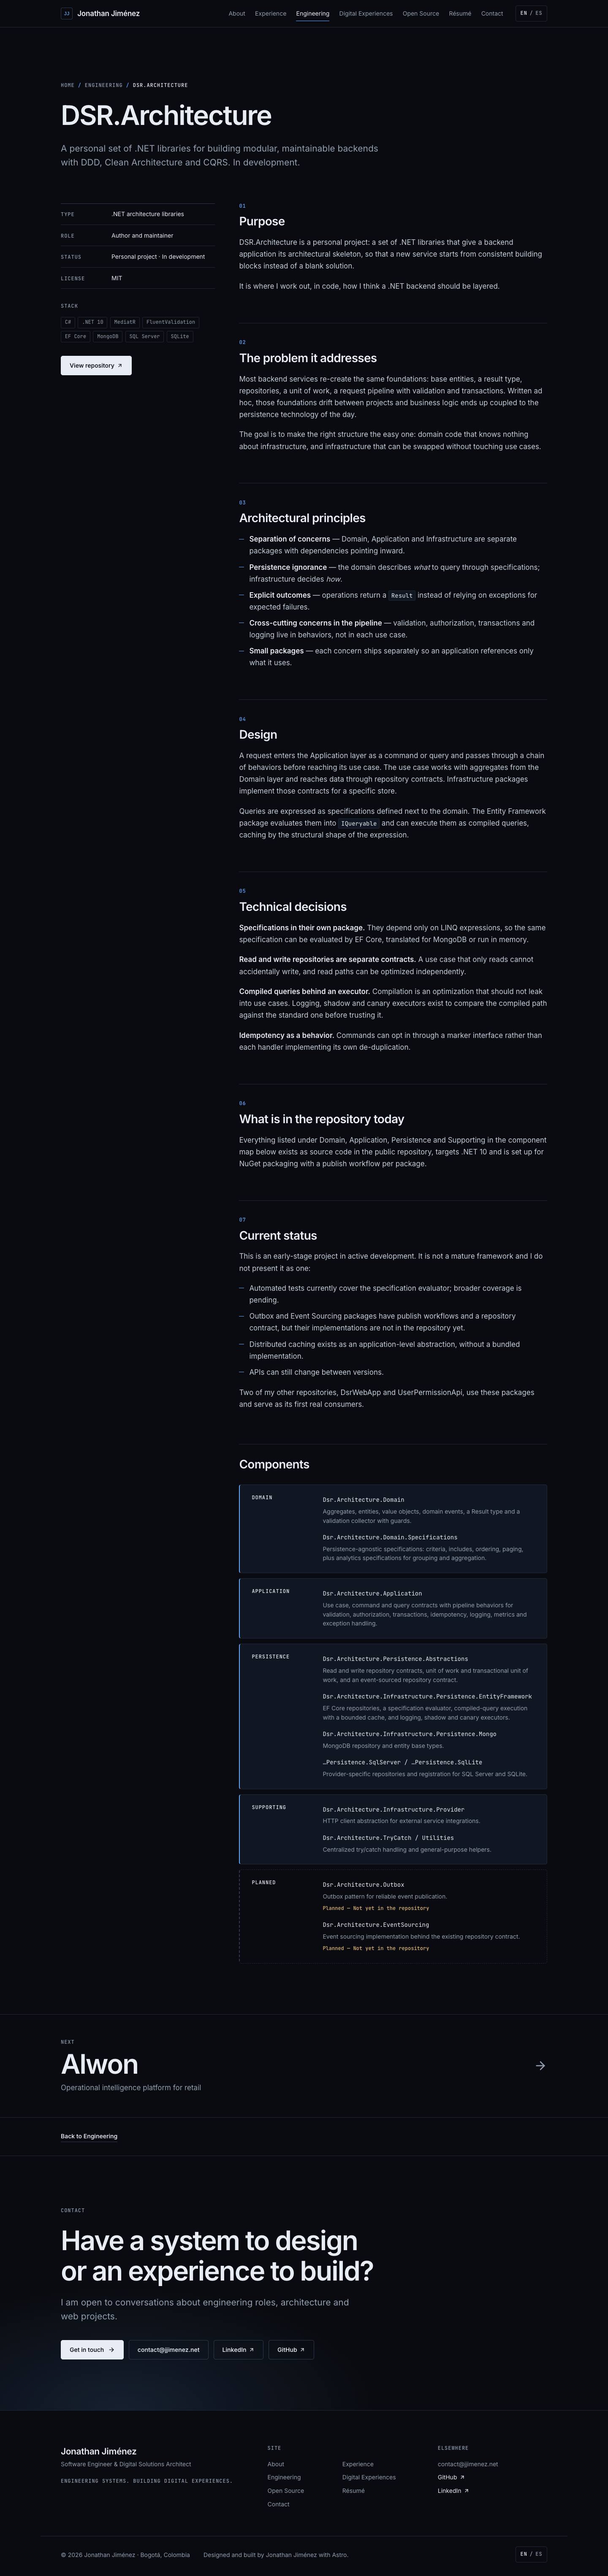 JJ Jonathan Jiménez
About Experience Engineering Digital Experiences Open Source Résumé Contact EN / ES
HOME / ENGINEERING / DSR.ARCHITECTURE
DSR.Architecture
A personal set of .NET libraries for building modular, maintainable backends
with DDD, Clean Architecture and CQRS. In development.
TYPE .NET architecture libraries
ROLE Author and maintainer
STATUS Personal project · In development
LICENSE MIT
STACK
C# .NET 10 MediatR FluentValidation
EF Core MongoDB SQL Server SQLite
View repository ↗
01
Purpose
DSR.Architecture is a personal project: a set of .NET libraries that give a backend
application its architectural skeleton, so that a new service starts from consistent building
blocks instead of a blank solution.
It is where I work out, in code, how I think a .NET backend should be layered.
02
The problem it addresses
Most backend services re-create the same foundations: base entities, a result type,
repositories, a unit of work, a request pipeline with validation and transactions. Written ad
hoc, those foundations drift between projects and business logic ends up coupled to the
persistence technology of the day.
The goal is to make the right structure the easy one: domain code that knows nothing
about infrastructure, and infrastructure that can be swapped without touching use cases.
03
Architectural principles
— Separation of concerns — Domain, Application and Infrastructure are separate
packages with dependencies pointing inward.
— Persistence ignorance — the domain describes what to query through specifications;
infrastructure decides how.
— Explicit outcomes — operations return a Result instead of relying on exceptions for
expected failures.
— Cross-cutting concerns in the pipeline — validation, authorization, transactions and
logging live in behaviors, not in each use case.
— Small packages — each concern ships separately so an application references only
what it uses.
04
Design
A request enters the Application layer as a command or query and passes through a chain
of behaviors before reaching its use case. The use case works with aggregates from the
Domain layer and reaches data through repository contracts. Infrastructure packages
implement those contracts for a specific store.
Queries are expressed as specifications defined next to the domain. The Entity Framework
package evaluates them into IQueryable and can execute them as compiled queries,
caching by the structural shape of the expression.
05
Technical decisions
Specifications in their own package. They depend only on LINQ expressions, so the same
specification can be evaluated by EF Core, translated for MongoDB or run in memory.
Read and write repositories are separate contracts. A use case that only reads cannot
accidentally write, and read paths can be optimized independently.
Compiled queries behind an executor. Compilation is an optimization that should not leak
into use cases. Logging, shadow and canary executors exist to compare the compiled path
against the standard one before trusting it.
Idempotency as a behavior. Commands can opt in through a marker interface rather than
each handler implementing its own de-duplication.
06
What is in the repository today
Everything listed under Domain, Application, Persistence and Supporting in the component
map below exists as source code in the public repository, targets .NET 10 and is set up for
NuGet packaging with a publish workflow per package.
07
Current status
This is an early-stage project in active development. It is not a mature framework and I do
not present it as one:
— Automated tests currently cover the specification evaluator; broader coverage is
pending.
— Outbox and Event Sourcing packages have publish workflows and a repository
contract, but their implementations are not in the repository yet.
— Distributed caching exists as an application-level abstraction, without a bundled
implementation.
— APIs can still change between versions.
Two of my other repositories, DsrWebApp and UserPermissionApi, use these packages
and serve as its first real consumers.
Components
DOMAIN
Dsr.Architecture.Domain
Aggregates, entities, value objects, domain events, a Result type and a
validation collector with guards.
Dsr.Architecture.Domain.Specifications
Persistence-agnostic specifications: criteria, includes, ordering, paging,
plus analytics specifications for grouping and aggregation.
APPLICATION
Dsr.Architecture.Application
Use case, command and query contracts with pipeline behaviors for
validation, authorization, transactions, idempotency, logging, metrics and
exception handling.
PERSISTENCE
Dsr.Architecture.Persistence.Abstractions
Read and write repository contracts, unit of work and transactional unit of
work, and an event-sourced repository contract.
Dsr.Architecture.Infrastructure.Persistence.EntityFramework
EF Core repositories, a specification evaluator, compiled-query execution
with a bounded cache, and logging, shadow and canary executors.
Dsr.Architecture.Infrastructure.Persistence.Mongo
MongoDB repository and entity base types.
…Persistence.SqlServer / …Persistence.SqlLite
Provider-specific repositories and registration for SQL Server and SQLite.
SUPPORTING
Dsr.Architecture.Infrastructure.Provider
HTTP client abstraction for external service integrations.
Dsr.Architecture.TryCatch / Utilities
Centralized try/catch handling and general-purpose helpers.
PLANNED
Dsr.Architecture.Outbox
Outbox pattern for reliable event publication.
Planned — Not yet in the repository
Dsr.Architecture.EventSourcing
Event sourcing implementation behind the existing repository contract.
Planned — Not yet in the repository
NEXT
Alwon
Operational intelligence platform for retail
→
Back to Engineering
CONTACT
Have a system to design
or an experience to build?
I am open to conversations about engineering roles, architecture and
web projects.
Get in touch → contact@jjimenez.net LinkedIn ↗ GitHub ↗
Jonathan Jiménez
Software Engineer & Digital Solutions Architect
ENGINEERING SYSTEMS. BUILDING DIGITAL EXPERIENCES.
SITE
About Experience
Engineering Digital Experiences
Open Source Résumé
Contact
ELSEWHERE
contact@jjimenez.net
GitHub ↗
LinkedIn ↗
© 2026 Jonathan Jiménez · Bogotá, Colombia Designed and built by Jonathan Jiménez with Astro. EN / ES